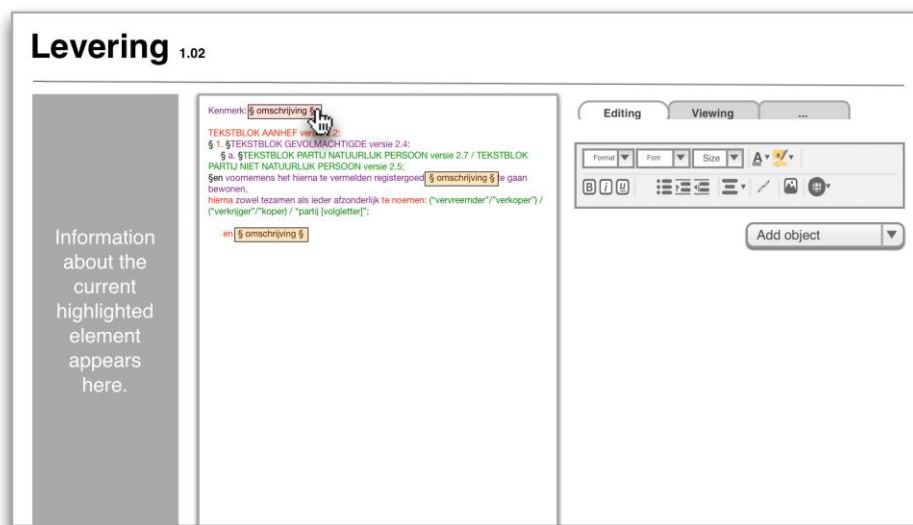 Levering 1.02
Information
about the
current
highlighted
element
appears
here.
Kenmerk: § omschrijving §
TEKSTBLOK AANHEF 2:
§ 1. §TEKSTBLOK GEVOLMACHTIGDE versie 2.4:
§ a. §TEKSTBLOK PARTIJ NATUURLIJK PERSOON versie 2.7 / TEKSTBLOK
PARTIJ NIET NATUURLIJK PERSOON versie 2.5;
§en voornemens het hierna te vermelden registergoed § omschrijving § te gaan
bewonen,
hierna zowel tezamen als ieder afzonderlijk te noemen: ("vervreemder"/"verkoper") /
("verkrijger"/"koper) / "partij [volgletter]";
en § omschrijving §
Editing Viewing ...
Format Font Size A
B i U
Add object